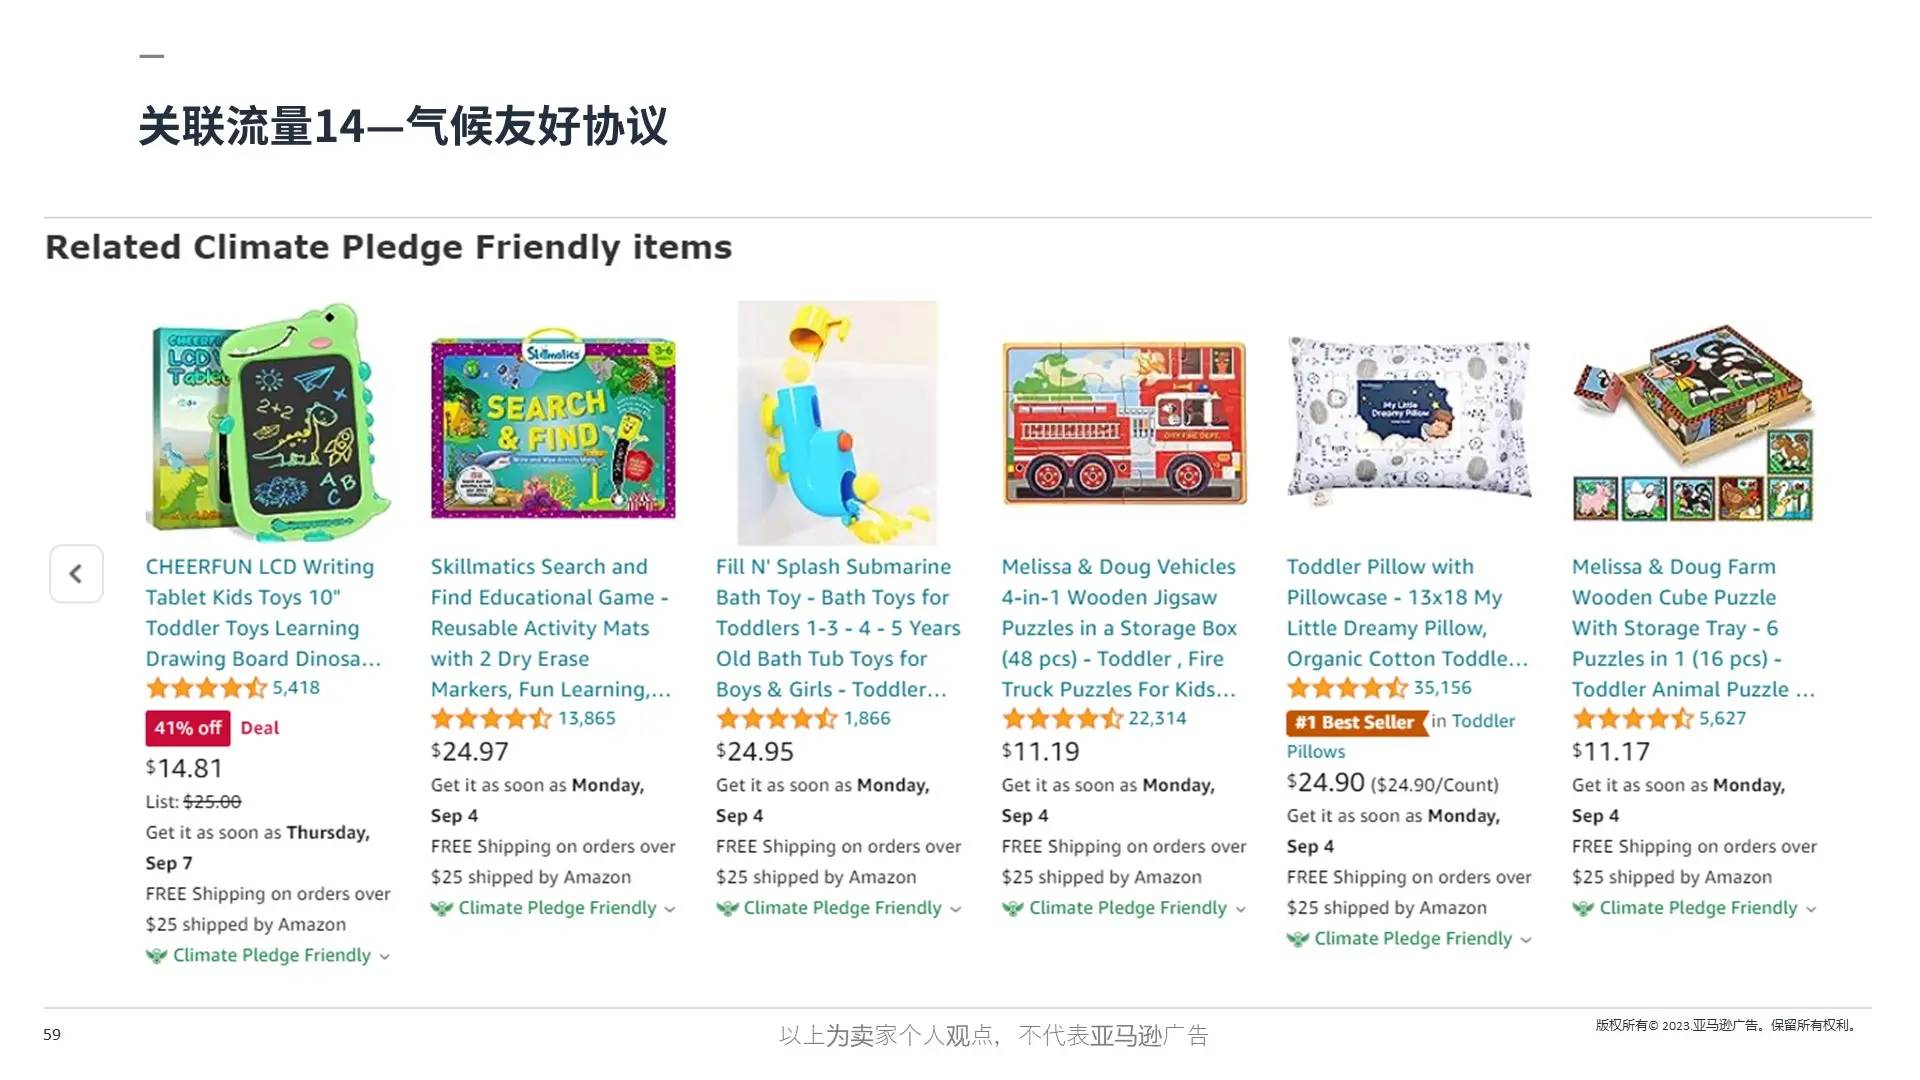 关联流量14—气候友好协议
Related Climate Pledge Friendly items
LCD
Tablet
2+2
A
B
C
Skillmatics
3-6
SEARCH
& FIND
CITY FIRE DEPT.
My Little
Dreamy Pillow
CHEERFUN LCD Writing
Tablet Kids Toys 10"
Toddler Toys Learning
Drawing Board Dinosa...
5,418
41% off Deal
$14.81
List: $25.00
Get it as soon as Thursday,
Sep 7
FREE Shipping on orders over
$25 shipped by Amazon
Climate Pledge Friendly
Skillmatics Search and
Find Educational Game -
Reusable Activity Mats
with 2 Dry Erase
Markers, Fun Learning,...
13,865
$24.97
Get it as soon as Monday,
Sep 4
FREE Shipping on orders over
$25 shipped by Amazon
Climate Pledge Friendly
Fill N' Splash Submarine
Bath Toy - Bath Toys for
Toddlers 1-3 - 4 - 5 Years
Old Bath Tub Toys for
Boys & Girls - Toddler...
1,866
$24.95
Get it as soon as Monday,
Sep 4
FREE Shipping on orders over
$25 shipped by Amazon
Climate Pledge Friendly
Melissa & Doug Vehicles
4-in-1 Wooden Jigsaw
Puzzles in a Storage Box
(48 pcs) - Toddler , Fire
Truck Puzzles For Kids...
22,314
$11.19
Get it as soon as Monday,
Sep 4
FREE Shipping on orders over
$25 shipped by Amazon
Climate Pledge Friendly
Toddler Pillow with
Pillowcase - 13x18 My
Little Dreamy Pillow,
Organic Cotton Toddle...
35,156
#1 Best Seller in Toddler
Pillows
$24.90 ($24.90/Count)
Get it as soon as Monday,
Sep 4
FREE Shipping on orders over
$25 shipped by Amazon
Climate Pledge Friendly
Melissa & Doug Farm
Wooden Cube Puzzle
With Storage Tray - 6
Puzzles in 1 (16 pcs) -
Toddler Animal Puzzle ...
5,627
$11.17
Get it as soon as Monday,
Sep 4
FREE Shipping on orders over
$25 shipped by Amazon
Climate Pledge Friendly
59
以上为卖家个人观点，不代表亚马逊广告
版权所有© 2023.亚马逊广告。保留所有权利。